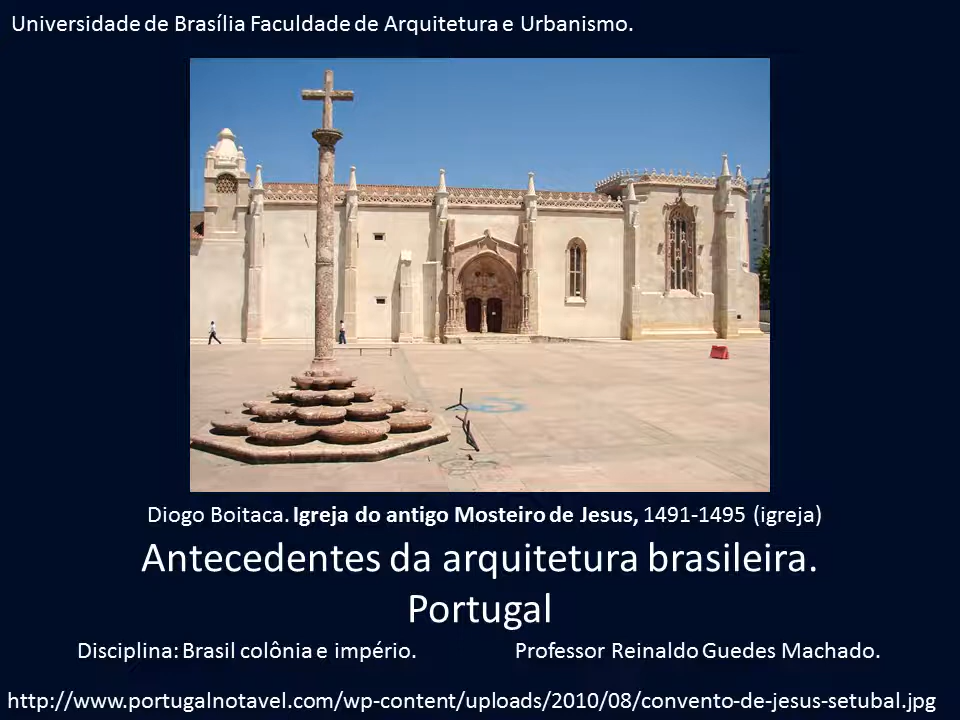 Universidade de Brasília Faculdade de Arquitetura e Urbanismo.
Diogo Boitaca. Igreja do antigo Mosteiro de Jesus, 1491-1495 (igreja)
Antecedentes da arquitetura brasileira.
Portugal
Disciplina: Brasil colônia e império. Professor Reinaldo Guedes Machado.
http://www.portugalnotavel.com/wp-content/uploads/2010/08/convento-de-jesus-setubal.jpg